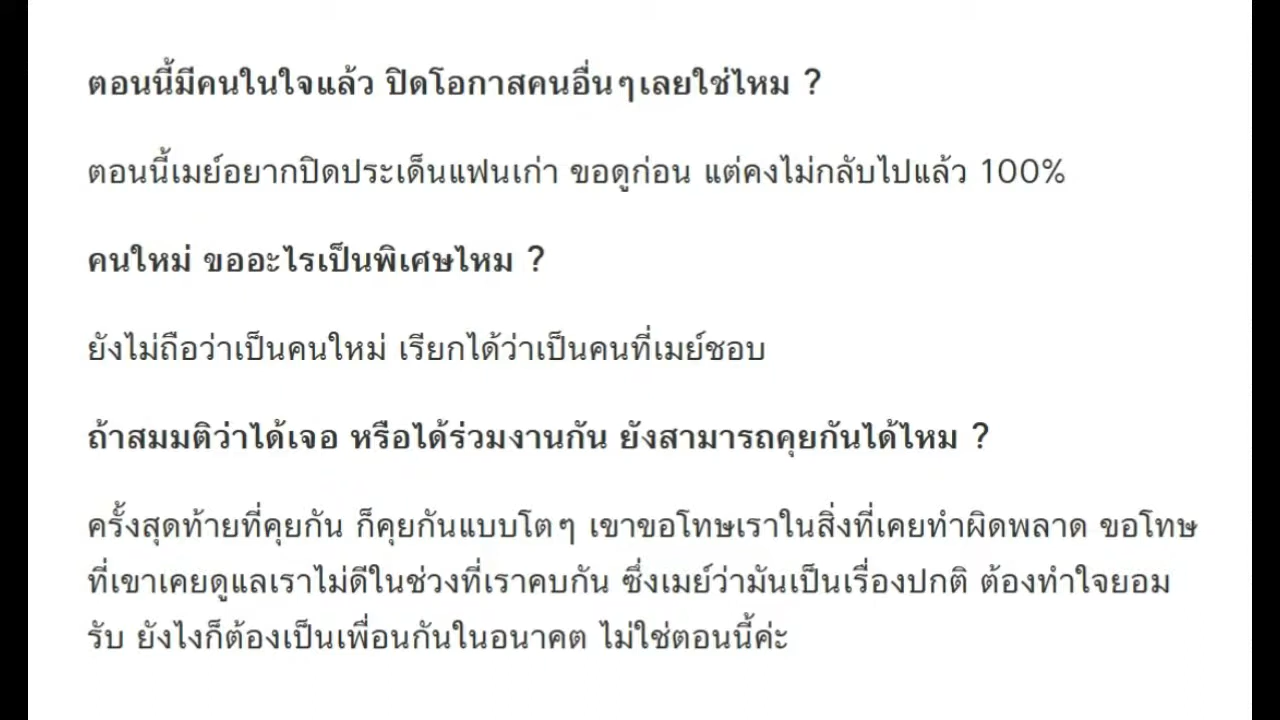 ตอนนี้มีคนในใจแล้ว ปิดโอกาสคนอื่นๆเลยใช่ไหม ?
ตอนนี้เมย์อยากปิดประเด็นแฟนเก่า ขอดูก่อน แต่คงไม่กลับไปแล้ว 100%
คนใหม่ ขออะไรเป็นพิเศษไหม ?
ยังไม่ถือว่าเป็นคนใหม่ เรียกได้ว่าเป็นคนที่เมย์ชอบ
ถ้าสมมติว่าได้เจอ หรือได้ร่วมงานกัน ยังสามารถคุยกันได้ไหม ?
ครั้งสุดท้ายที่คุยกัน ก็คุยกันแบบโตๆ เขาขอโทษเราในสิ่งที่เคยทำผิดพลาด ขอโทษ
ที่เขาเคยดูแลเราไม่ดีในช่วงที่เราคบกัน ซึ่งเมย์ว่ามันเป็นเรื่องปกติ ต้องทำใจยอม
รับ ยังไงก็ต้องเป็นเพื่อนกันในอนาคต ไม่ใช่ตอนนี้ค่ะ